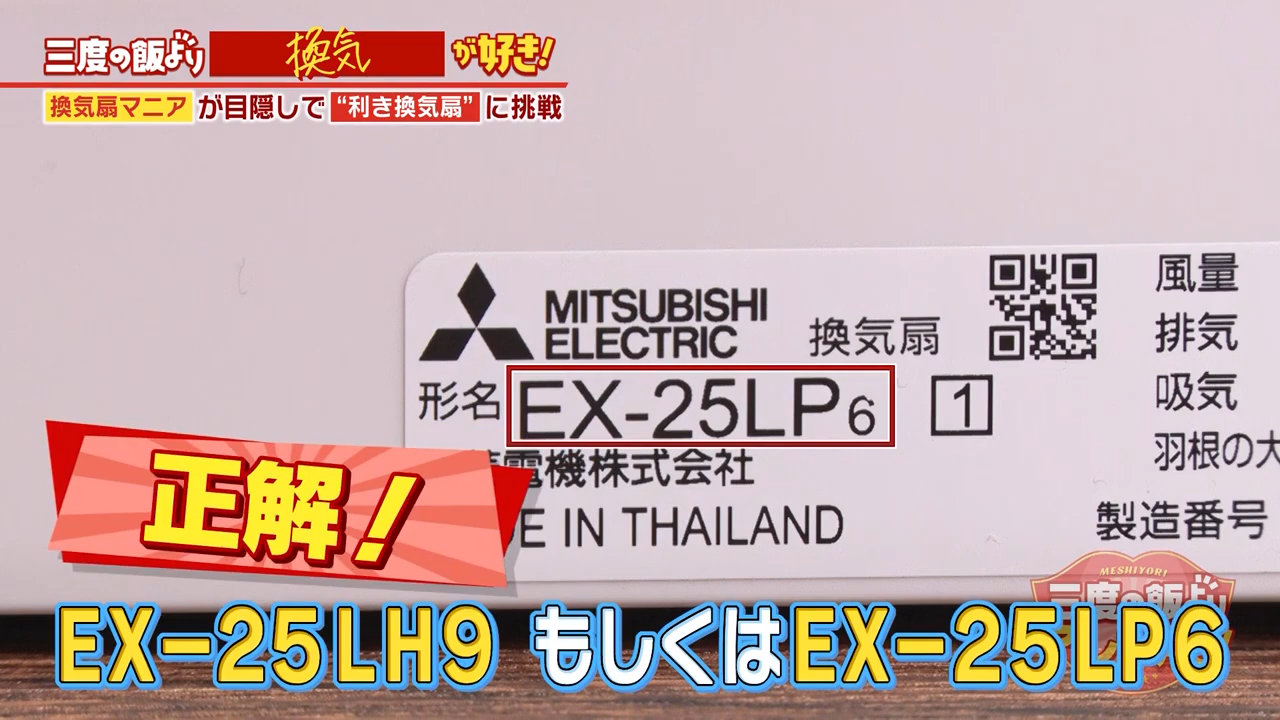 三度の飯より 換気 が好き!
換気扇マニア が目隠しで “利き換気扇” に挑戦
MITSUBISHI
ELECTRIC
換気扇
形名 EX-25LP6 1
電機株式会社
E IN THAILAND
風量
排気
吸気
羽根の大
製造番号
正解!
MESHIYORI
三度の飯より
EX-25LH9 もしくはEX-25LP6